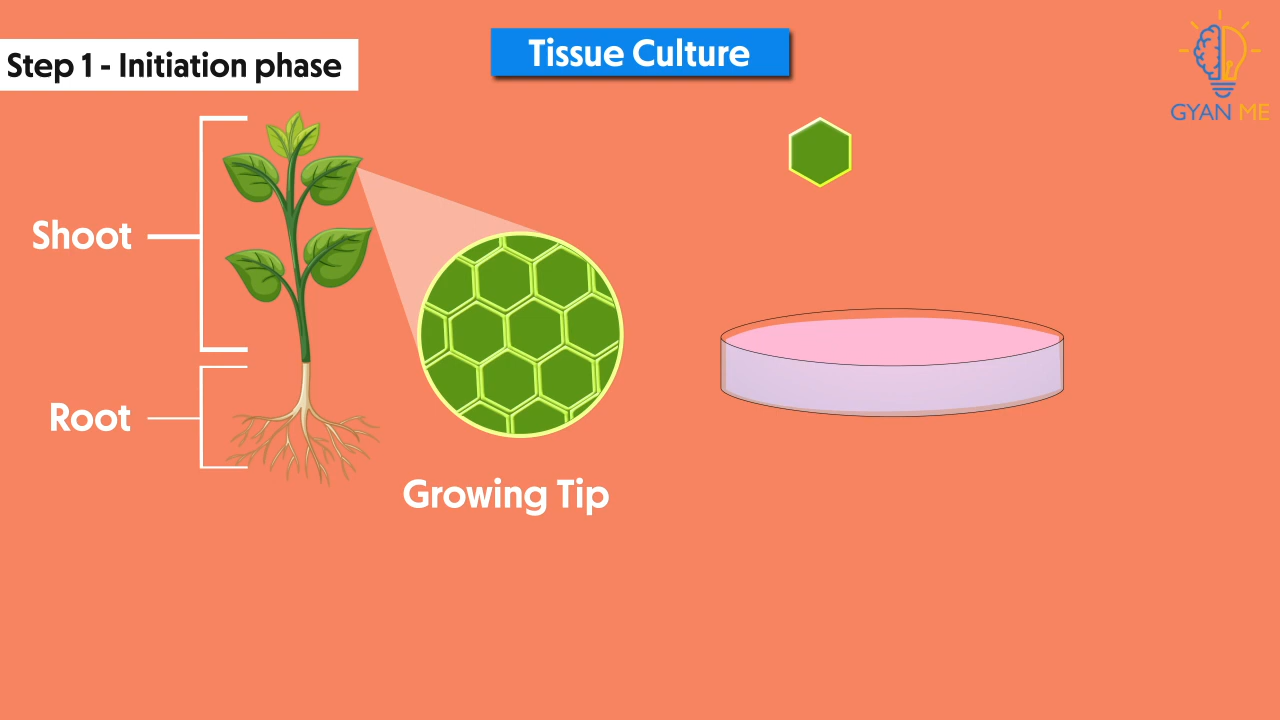 Tissue Culture
Step 1 - Initiation phase
GYAN ME
Shoot
Root
Growing Tip